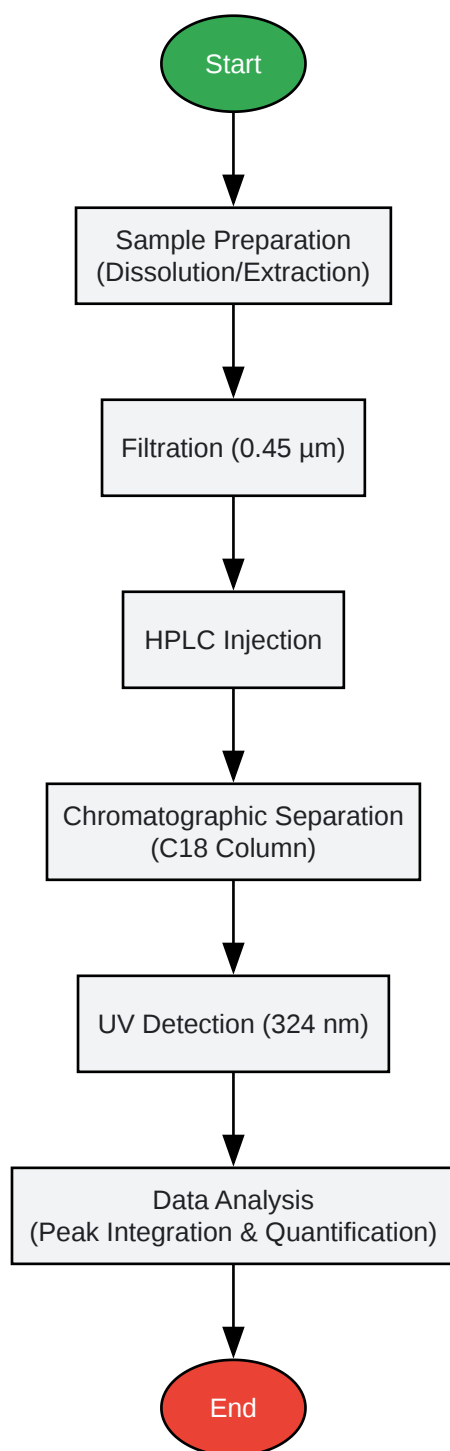 Start
Sample Preparation
(Dissolution/Extraction)
Filtration (0.45 µm)
HPLC Injection
Chromatographic Separation
(C18 Column)
UV Detection (324 nm)
Data Analysis
(Peak Integration & Quantification)
End